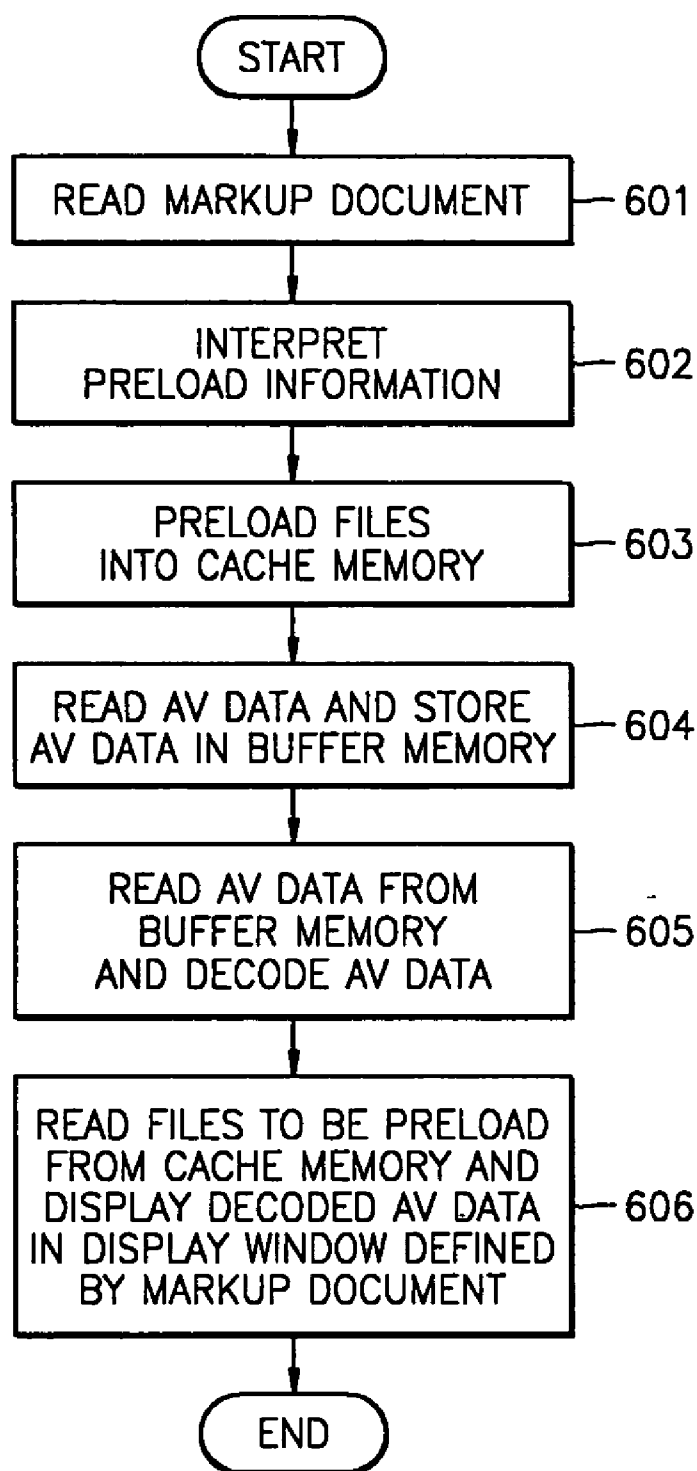 START
READ MARKUP DOCUMENT
601
INTERPRET
PRELOAD INFORMATION
602
PRELOAD FILES
INTO CACHE MEMORY
603
READ AV DATA AND STORE
AV DATA IN BUFFER MEMORY
604
READ AV DATA FROM
BUFFER MEMORY
AND DECODE AV DATA
605
READ FILES TO BE PRELOAD
FROM CACHE MEMORY AND
DISPLAY DECODED AV DATA
IN DISPLAY WINDOW DEFINED
BY MARKUP DOCUMENT
606
END